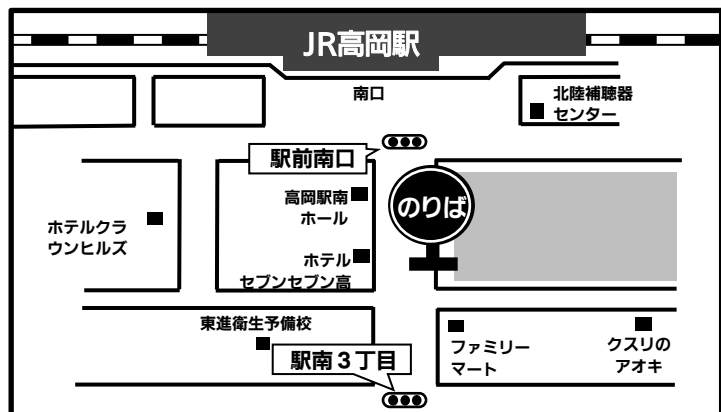 JR高岡駅
南口
北陸補聴器
センター
駅前南口
高岡駅南
ホール
のりば
ホテルクラ
ウンヒルズ
ホテル
セブンセブン高
東進衛生予備校
ファミリー
マート
クスリの
アオキ
駅南3丁目